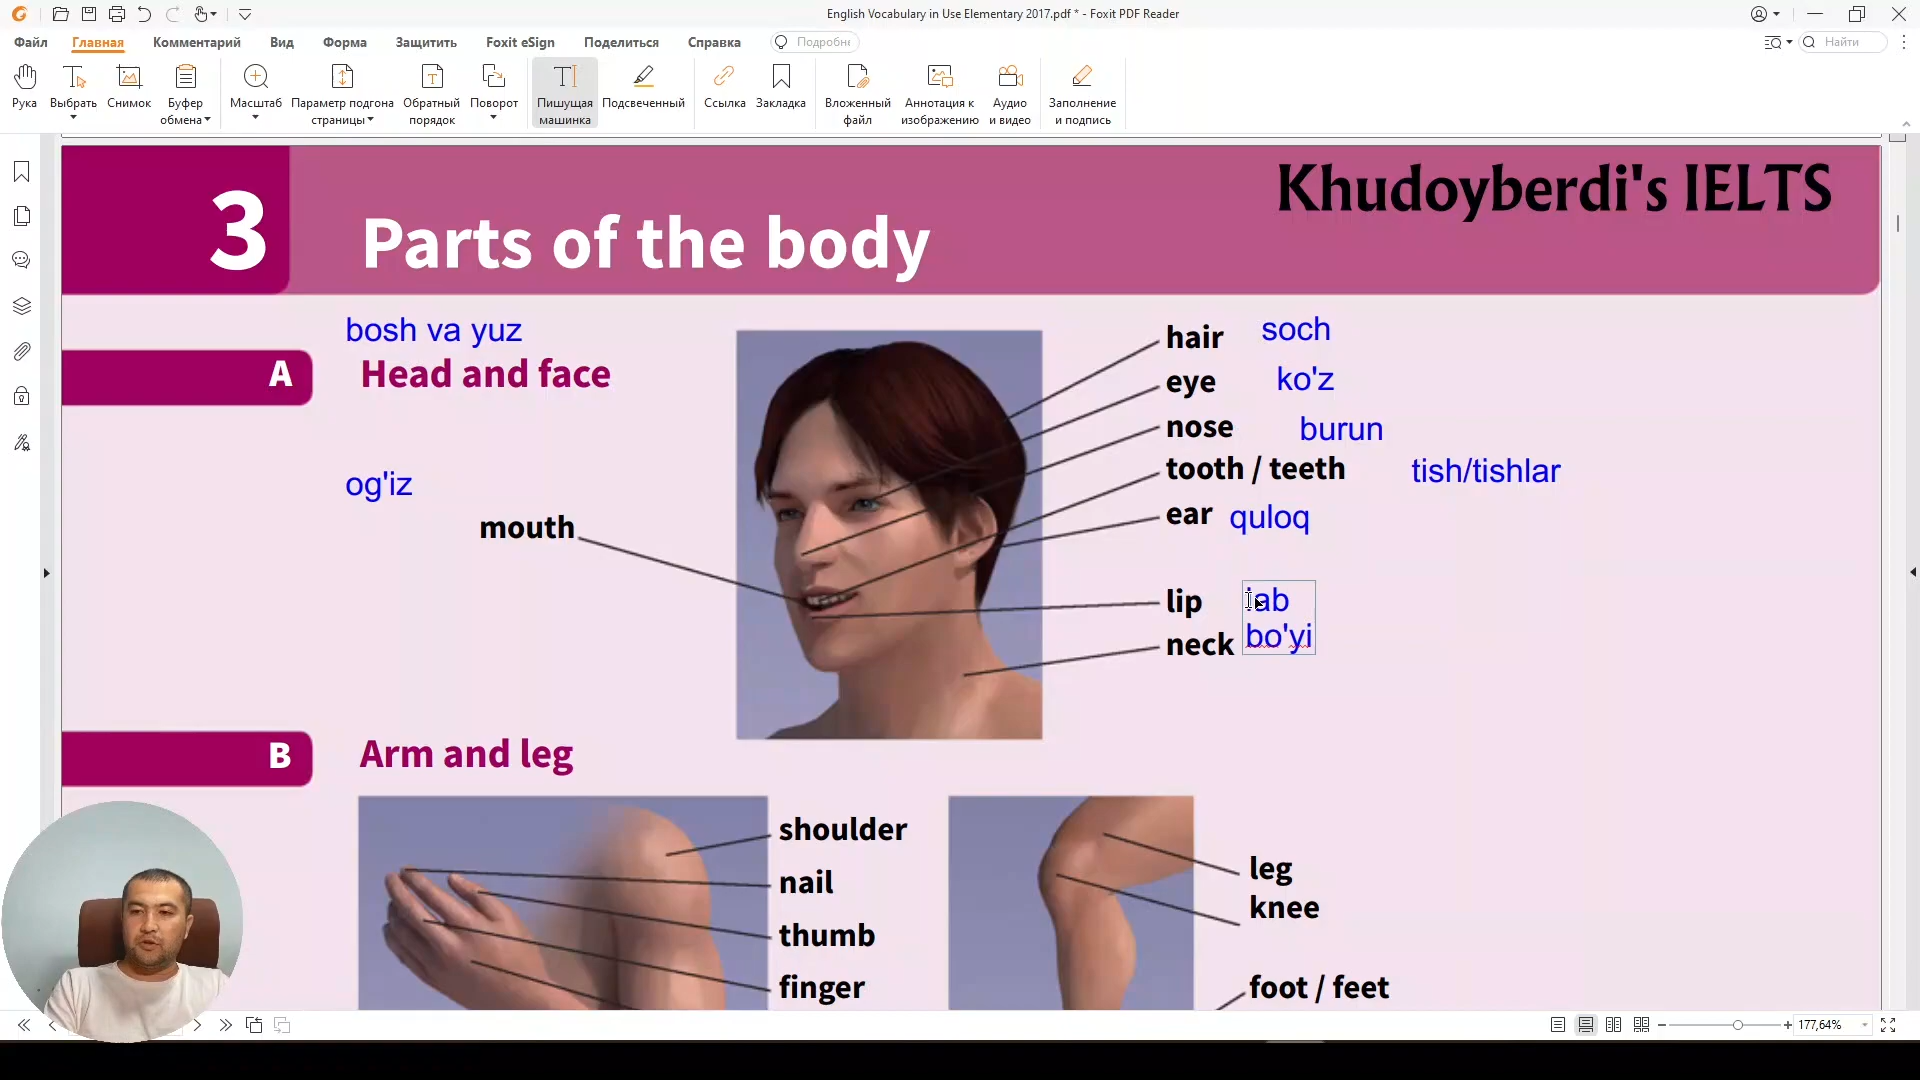 English Vocabulary in Use Elementary 2017.pdf * - Foxit PDF Reader
Файл Главная Комментарий Вид Форма Защитить Foxit eSign Поделиться Справка Подробне Найти
Рука Выбрать Снимок Буфер обмена Масштаб Параметр подгона страницы Обратный порядок Поворот Пишущая машинка Подсвеченный Ссылка Закладка Вложенный файл Аннотация к изображению Аудио и видео Заполнение и подпись
Khudoyberdi's IELTS
3 Parts of the body
bosh va yuz
A Head and face
hair soch
eye ko'z
nose burun
tooth / teeth tish/tishlar
ear quloq
og'iz
mouth
lip
neck bo'yi
B Arm and leg
shoulder
nail
thumb
finger
leg
knee
foot / feet
177,64%